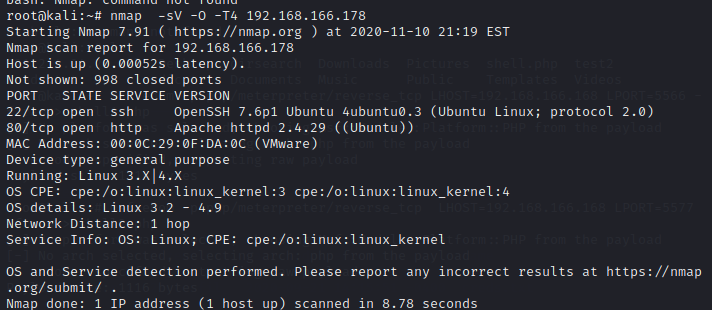 bash: Nmap: command not found
root@kali:~# nmap  -sV -O -T4 192.168.166.178
Starting Nmap 7.91 ( https://nmap.org ) at 2020-11-10 21:19 EST
Nmap scan report for 192.168.166.178
Host is up (0.00052s latency).
Not shown: 998 closed ports
PORT   STATE SERVICE VERSION
22/tcp open  ssh     OpenSSH 7.6p1 Ubuntu 4ubuntu0.3 (Ubuntu Linux; protocol 2.0)
80/tcp open  http    Apache httpd 2.4.29 ((Ubuntu))
MAC Address: 00:0C:29:0F:DA:0C (VMware)
Device type: general purpose
Running: Linux 3.X|4.X
OS CPE: cpe:/o:linux:linux_kernel:3 cpe:/o:linux:linux_kernel:4
OS details: Linux 3.2 - 4.9
Network Distance: 1 hop
Service Info: OS: Linux; CPE: cpe:/o:linux:linux_kernel
OS and Service detection performed. Please report any incorrect results at https://nmap
.org/submit/ .
Nmap done: 1 IP address (1 host up) scanned in 8.78 seconds